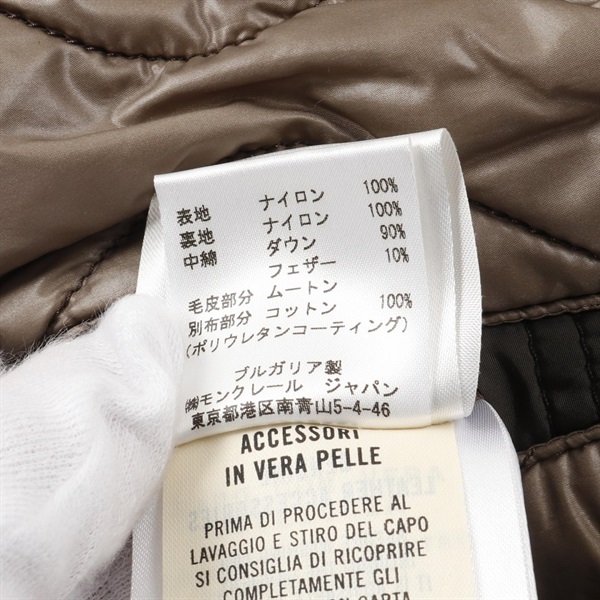 表地 ナイロン 100%
裏地 ナイロン 100%
中綿 ダウン 90%
フェザー 10%
毛皮部分 ムートン
別布部分 コットン 100%
(ポリウレタンコーティング)
ブルガリア製
㈱モンクレール ジャパン
東京都港区南青山5-4-46
ACCESSORI
IN VERA PELLE
PRIMA DI PROCEDERE AL
LAVAGGIO E STIRO DEL CAPO
SI CONSIGLIA DI RICOPRIRE
COMPLETAMENTE GLI
CARTA